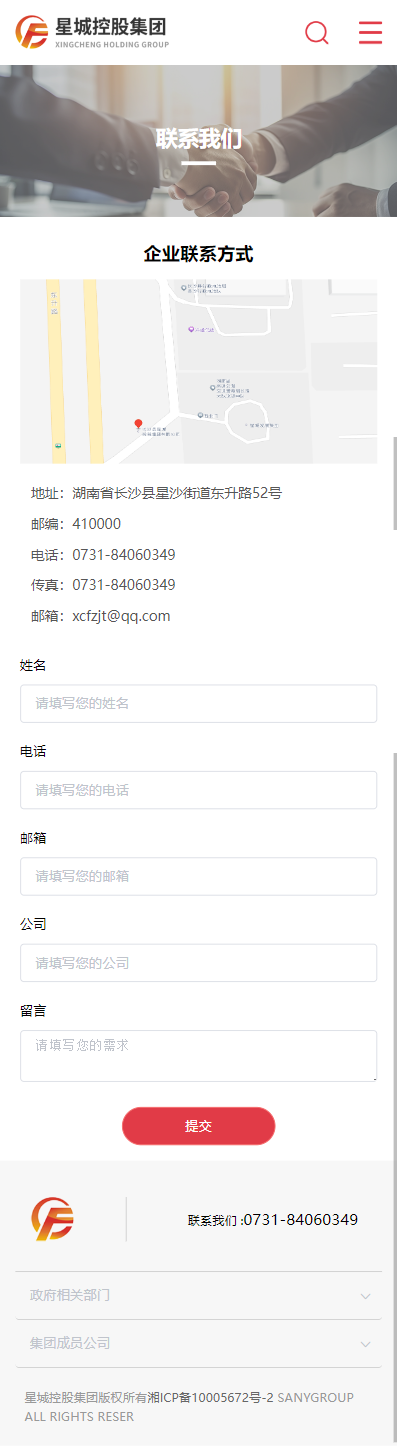 星城控股集团
XINGCHENG HOLDING GROUP
联系我们
企业联系方式
地址：湖南省长沙县星沙街道东升路52号
邮编：410000
电话：0731-84060349
传真：0731-84060349
邮箱：xcfzjt@qq.com
姓名
请填写您的姓名
电话
请填写您的电话
邮箱
请填写您的邮箱
公司
请填写您的公司
留言
请填写您的需求
提交
联系我们 :0731-84060349
政府相关部门
集团成员公司
星城控股集团版权所有湘ICP备10005672号-2 SANYGROUP
ALL RIGHTS RESER